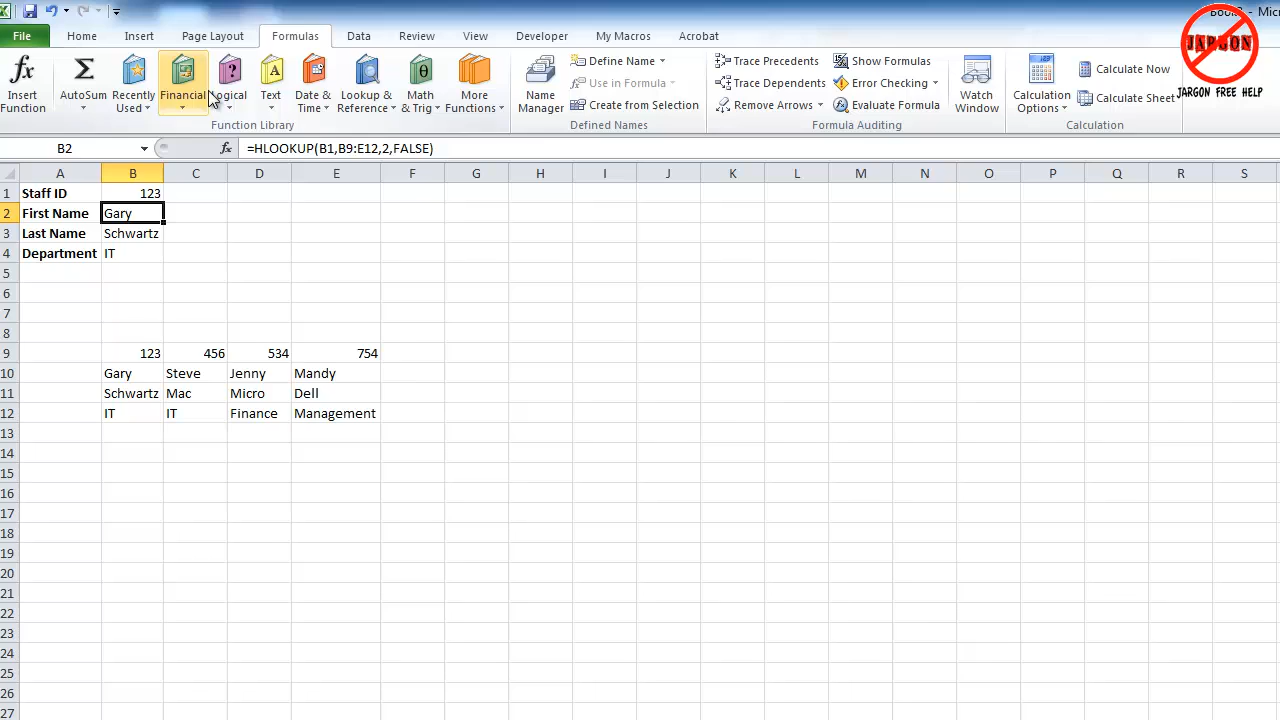 Book2 - Micr
File Home Insert Page Layout Formulas Data Review View Developer My Macros Acrobat
fx Insert Function
Σ AutoSum
Recently Used
Financial
Logical
Text
Date & Time
Lookup & Reference
Math & Trig
More Functions
Function Library
Name Manager
Define Name
Use in Formula
Create from Selection
Defined Names
Trace Precedents
Trace Dependents
Remove Arrows
Show Formulas
Error Checking
Evaluate Formula
Formula Auditing
Watch Window
Calculation Options
Calculate Now
Calculate Sheet
Calculation
JARGON
JARGON FREE HELP
B2 fx =HLOOKUP(B1,B9:E12,2,FALSE)
A B C D E F G H I J K L M N O P Q R S
1 Staff ID 123
2 First Name Gary
3 Last Name Schwartz
4 Department IT
5
6
7
8
9 123 456 534 754
10 Gary Steve Jenny Mandy
11 Schwartz Mac Micro Dell
12 IT IT Finance Management
13
14
15
16
17
18
19
20
21
22
23
24
25
26
27